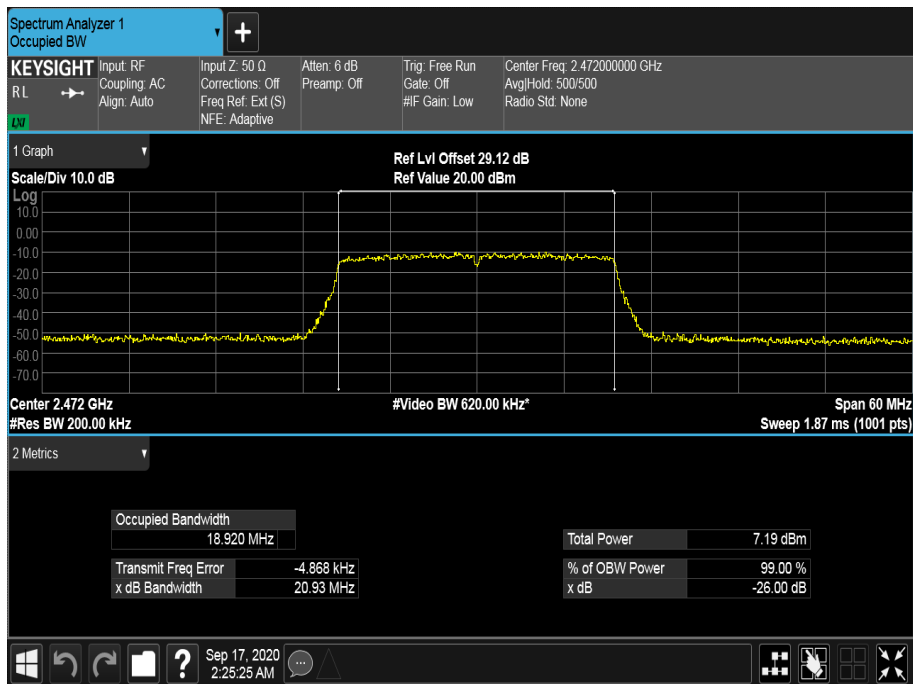 Spectrum Analyzer 1
Occupied BW
KEYSIGHT
R L
LXI
Input: RF
Coupling: AC
Align: Auto
Input Z: 50 Ω
Corrections: Off
Freq Ref: Ext (S)
NFE: Adaptive
Atten: 6 dB
Preamp: Off
Trig: Free Run
Gate: Off
#IF Gain: Low
Center Freq: 2.472000000 GHz
Avg|Hold: 500/500
Radio Std: None
1 Graph
Scale/Div 10.0 dB
Ref Lvl Offset 29.12 dB
Ref Value 20.00 dBm
Log
10.0
0.00
-10.0
-20.0
-30.0
-40.0
-50.0
-60.0
-70.0
Center 2.472 GHz
#Video BW 620.00 kHz*
Span 60 MHz
#Res BW 200.00 kHz
Sweep 1.87 ms (1001 pts)
2 Metrics
Occupied Bandwidth
18.920 MHz
Total Power 7.19 dBm
Transmit Freq Error -4.868 kHz
% of OBW Power 99.00 %
x dB Bandwidth 20.93 MHz
x dB -26.00 dB
Sep 17, 2020
2:25:25 AM